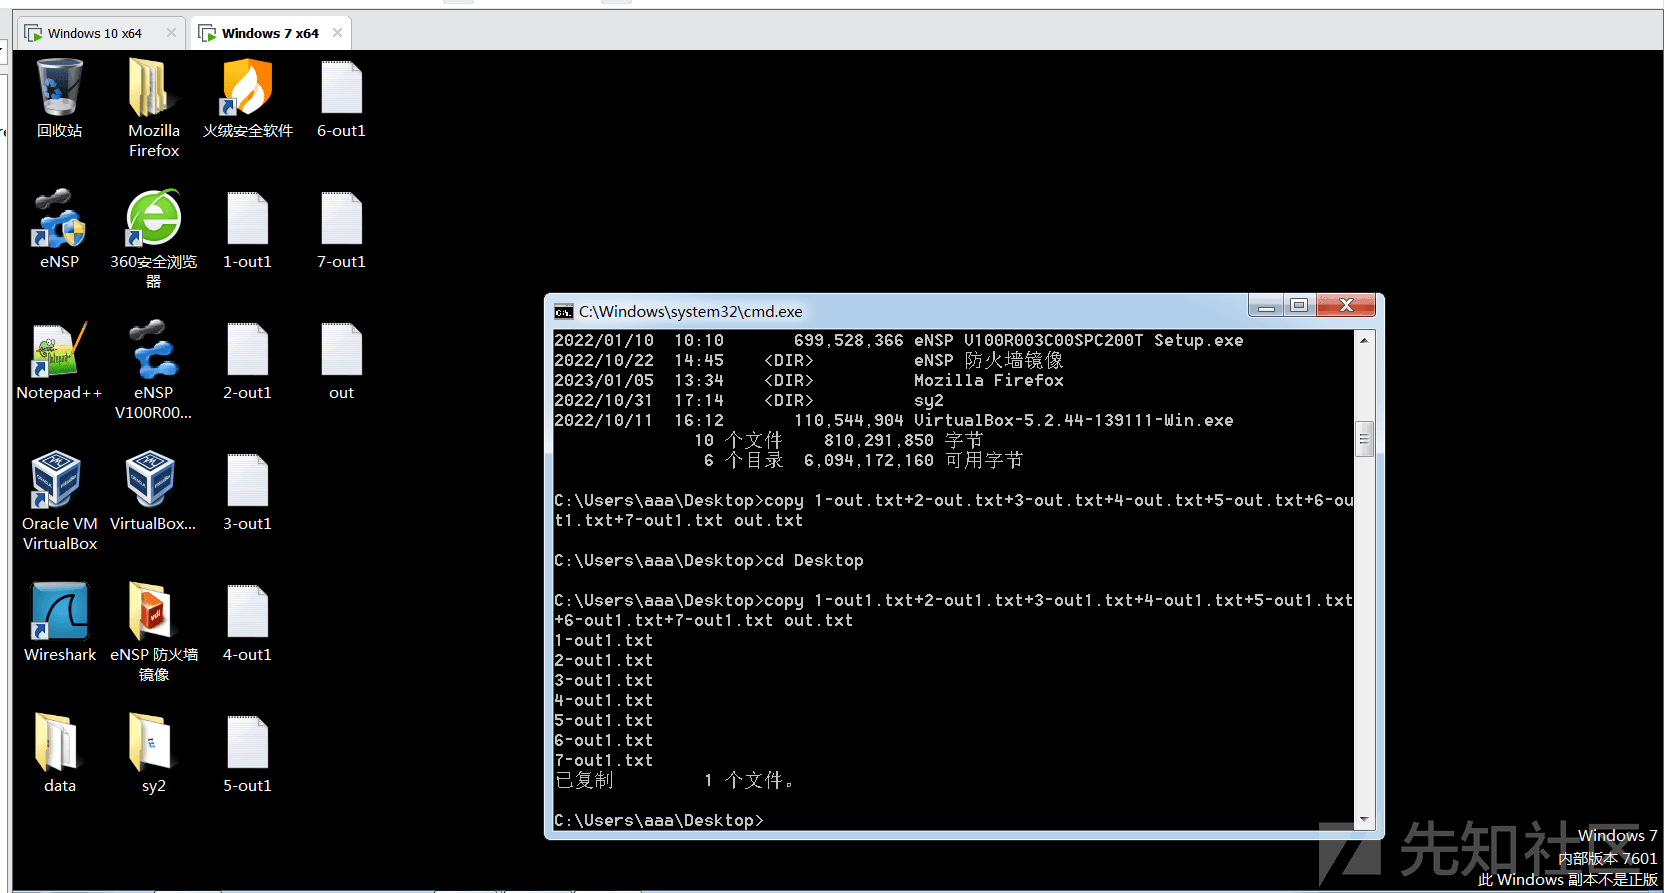 Windows 10 x64
Windows 7 x64
回收站
Mozilla
Firefox
火绒安全软件
6-out1
eNSP
360安全浏览
器
1-out1
7-out1
Notepad++
eNSP
V100R00...
2-out1
out
Oracle VM
VirtualBox
VirtualBox...
3-out1
Wireshark
eNSP 防火墙
镜像
4-out1
data
sy2
5-out1
C:\Windows\system32\cmd.exe
2022/01/10  10:10       699,528,366 eNSP V100R003C00SPC200T Setup.exe
2022/10/22  14:45    <DIR>          eNSP 防火墙镜像
2023/01/05  13:34    <DIR>          Mozilla Firefox
2022/10/31  17:14    <DIR>          sy2
2022/10/11  16:12       110,544,904 VirtualBox-5.2.44-139111-Win.exe
10 个文件    810,291,850 字节
6 个目录  6,094,172,160 可用字节
C:\Users\aaa\Desktop>copy 1-out.txt+2-out.txt+3-out.txt+4-out.txt+5-out.txt+6-ou
t1.txt+7-out1.txt out.txt
C:\Users\aaa\Desktop>cd Desktop
C:\Users\aaa\Desktop>copy 1-out1.txt+2-out1.txt+3-out1.txt+4-out1.txt+5-out1.txt
+6-out1.txt+7-out1.txt out.txt
1-out1.txt
2-out1.txt
3-out1.txt
4-out1.txt
5-out1.txt
6-out1.txt
7-out1.txt
已复制         1 个文件。
C:\Users\aaa\Desktop>
先知社区
Windows 7
内部版本 7601
此 Windows 副本不是正版